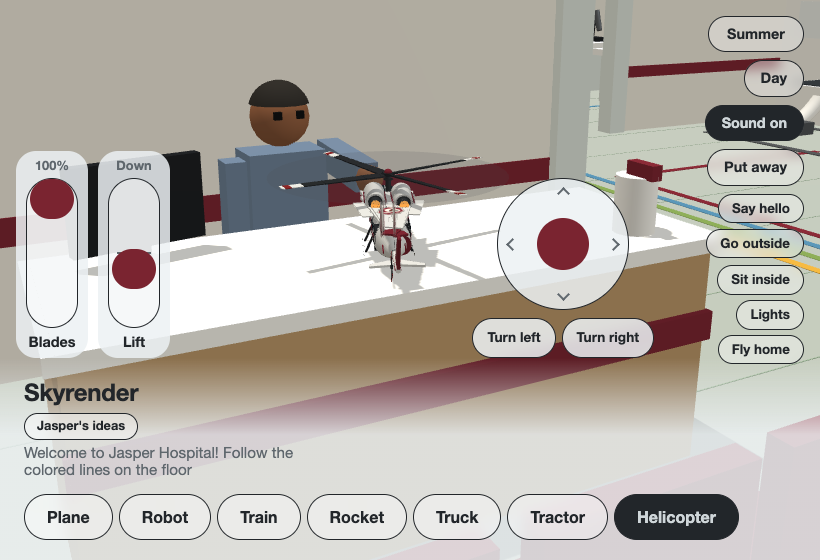 Summer
Day
Sound on
Put away
Say hello
Go outside
Sit inside
Lights
Fly home
100%
Down
Blades
Lift
Turn left
Turn right
Skyrender
Jasper's ideas
Welcome to Jasper Hospital! Follow the
colored lines on the floor
Plane
Robot
Train
Rocket
Truck
Tractor
Helicopter